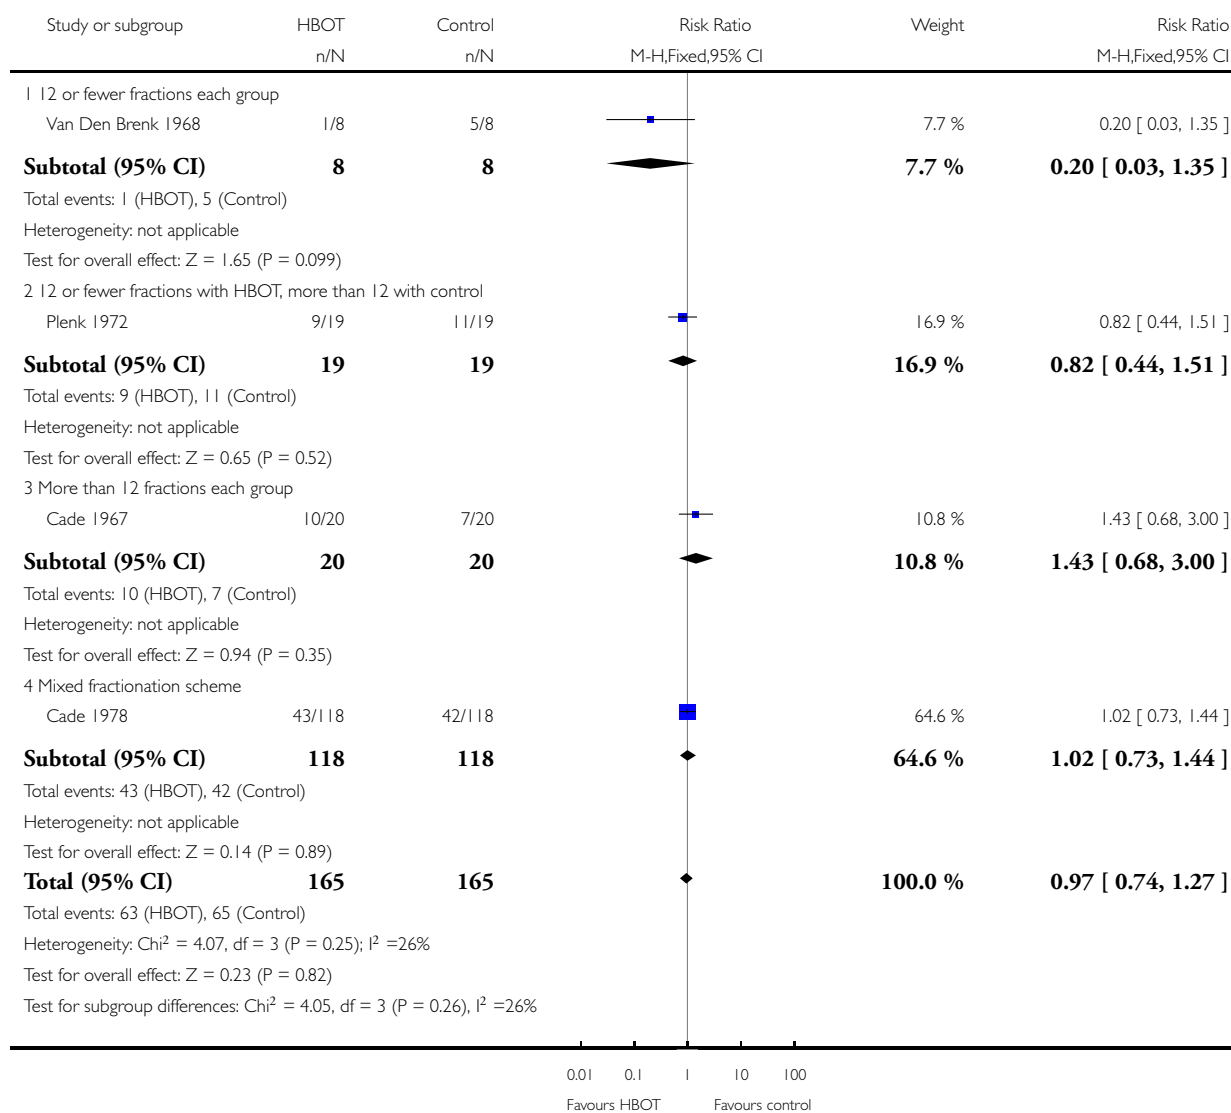 Study or subgroup HBOT Control Risk Ratio Weight Risk Ratio
n/N n/N M-H,Fixed,95% CI M-H,Fixed,95% CI
1 12 or fewer fractions each group
Van Den Brenk 1968 1/8 5/8 7.7 % 0.20 [ 0.03, 1.35 ]
Subtotal (95% CI) 8 8 7.7 % 0.20 [ 0.03, 1.35 ]
Total events: 1 (HBOT), 5 (Control)
Heterogeneity: not applicable
Test for overall effect: Z = 1.65 (P = 0.099)
2 12 or fewer fractions with HBOT, more than 12 with control
Plenk 1972 9/19 11/19 16.9 % 0.82 [ 0.44, 1.51 ]
Subtotal (95% CI) 19 19 16.9 % 0.82 [ 0.44, 1.51 ]
Total events: 9 (HBOT), 11 (Control)
Heterogeneity: not applicable
Test for overall effect: Z = 0.65 (P = 0.52)
3 More than 12 fractions each group
Cade 1967 10/20 7/20 10.8 % 1.43 [ 0.68, 3.00 ]
Subtotal (95% CI) 20 20 10.8 % 1.43 [ 0.68, 3.00 ]
Total events: 10 (HBOT), 7 (Control)
Heterogeneity: not applicable
Test for overall effect: Z = 0.94 (P = 0.35)
4 Mixed fractionation scheme
Cade 1978 43/118 42/118 64.6 % 1.02 [ 0.73, 1.44 ]
Subtotal (95% CI) 118 118 64.6 % 1.02 [ 0.73, 1.44 ]
Total events: 43 (HBOT), 42 (Control)
Heterogeneity: not applicable
Test for overall effect: Z = 0.14 (P = 0.89)
Total (95% CI) 165 165 100.0 % 0.97 [ 0.74, 1.27 ]
Total events: 63 (HBOT), 65 (Control)
Heterogeneity: Chi² = 4.07, df = 3 (P = 0.25); I² =26%
Test for overall effect: Z = 0.23 (P = 0.82)
Test for subgroup differences: Chi² = 4.05, df = 3 (P = 0.26), I² =26%
0.01 0.1 1 10 100
Favours HBOT Favours control